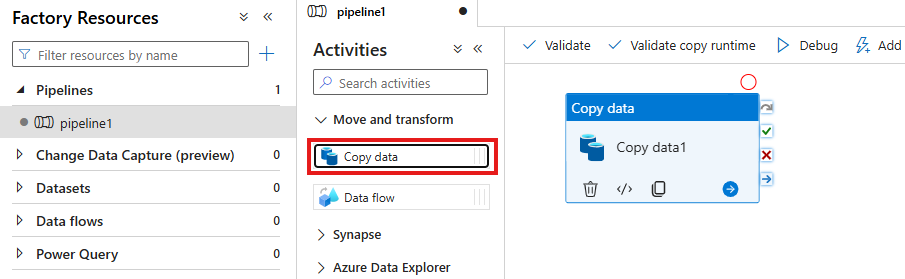 Factory Resources
Filter resources by name
Pipelines 1
pipeline1
Change Data Capture (preview) 0
Datasets 0
Data flows 0
Power Query 0
pipeline1
Activities
Search activities
Move and transform
Copy data
Data flow
Synapse
Azure Data Explorer
Validate Validate copy runtime Debug Add
Copy data
Copy data1